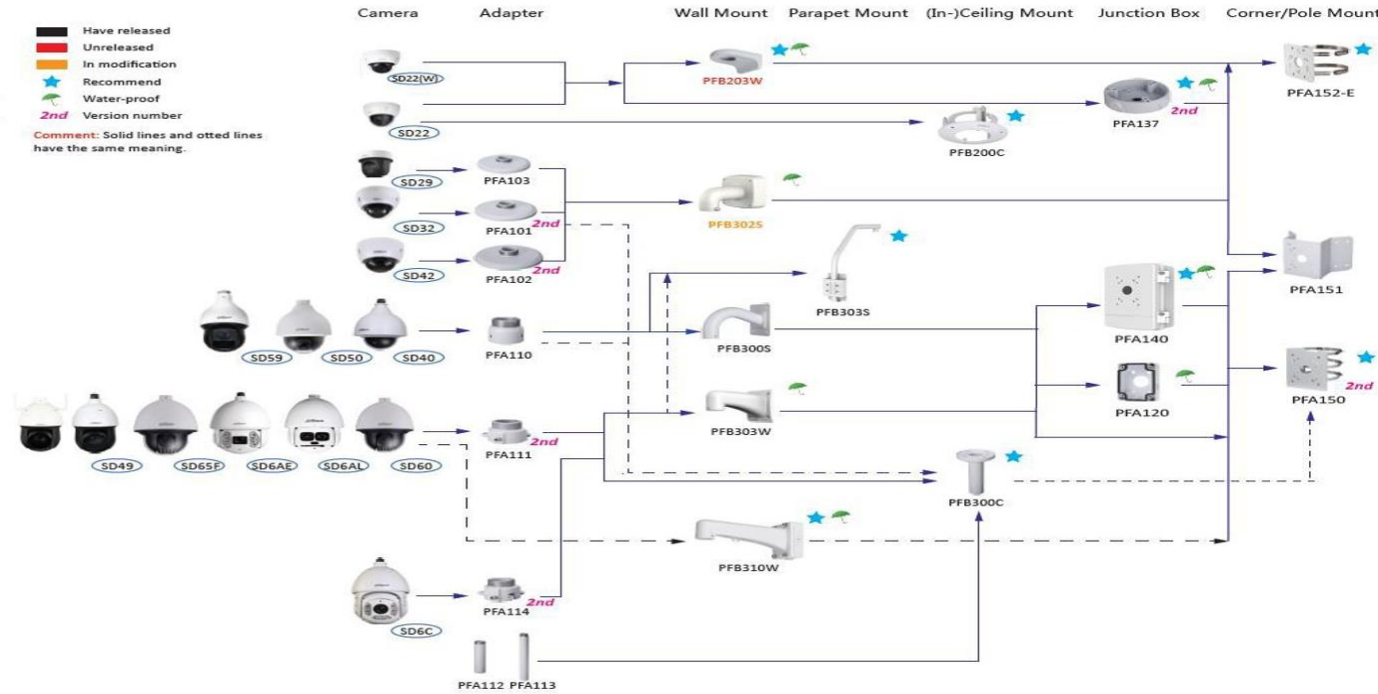 Camera Adapter Wall Mount Parapet Mount (In-)Ceiling Mount Junction Box Corner/Pole Mount
Have released
Unreleased
In modification
Recommend
Water-proof
2nd Version number
Comment: Solid lines and otted lines
have the same meaning.
SD22(W)
PFB203W
PFA152-E
SD22
PFB200C
PFA137
2nd
SD29
PFA103
SD32
PFA101
2nd
PFB302S
SD42
PFA102
2nd
PFB303S
PFA151
SD59
SD50
SD40
PFA110
PFB300S
PFA140
PFA120
PFA150
2nd
SD49
SD65F
SD6AE
SD6AL
SD60
PFA111
2nd
PFB303W
PFB300C
PFB310W
SD6C
PFA114
2nd
PFA112 PFA113